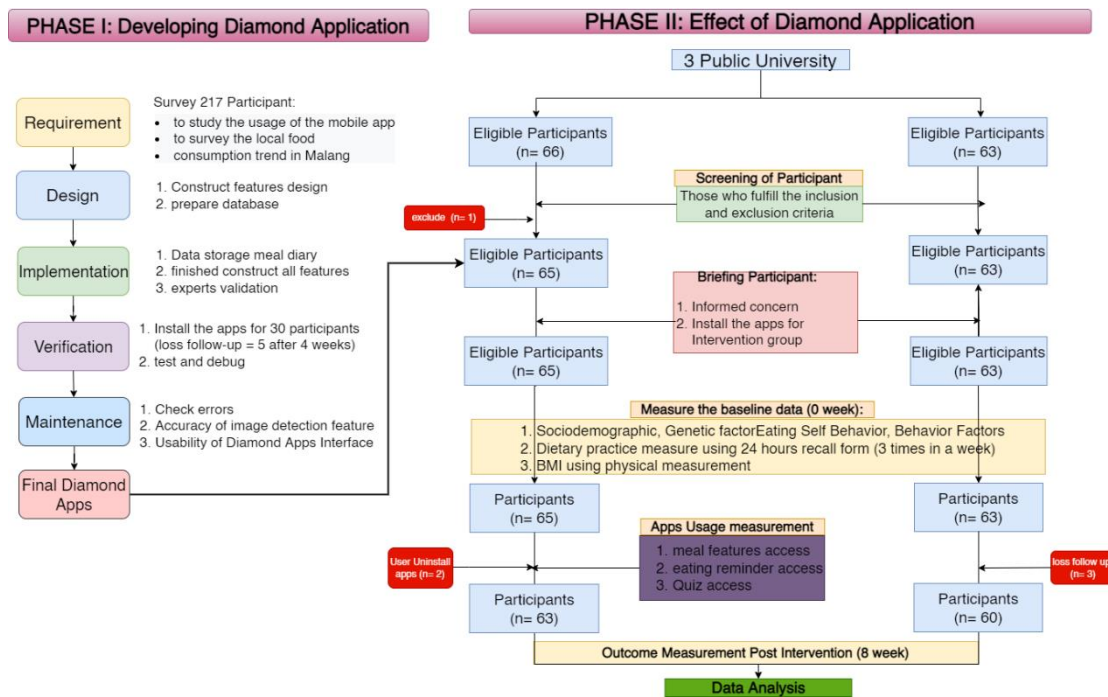 PHASE I: Developing Diamond Application
Requirement
Survey 217 Participant:
• to study the usage of the mobile app
• to survey the local food
• consumption trend in Malang
Design
1. Construct features design
2. prepare database
Implementation
1. Data storage meal diary
2. finished construct all features
3. experts validation
Verification
1. Install the apps for 30 participants
(loss follow-up = 5 after 4 weeks)
2. test and debug
Maintenance
1. Check errors
2. Accuracy of image detection feature
3. Usability of Diamond Apps Interface
Final Diamond
Apps
PHASE II: Effect of Diamond Application
3 Public University
Eligible Participants
(n= 66)
Eligible Participants
(n= 63)
Screening of Participant
Those who fulfill the inclusion
and exclusion criteria
exclude (n= 1)
Eligible Participants
(n= 65)
Eligible Participants
(n= 63)
Briefing Participant:
1. Informed concern
2. Install the apps for
Intervention group
Eligible Participants
(n= 65)
Eligible Participants
(n= 63)
Measure the baseline data (0 week):
1. Sociodemographic, Genetic factorEating Self Behavior, Behavior Factors
2. Dietary practice measure using 24 hours recall form (3 times in a week)
3. BMI using physical measurement
Participants
(n= 65)
Participants
(n= 63)
Apps Usage measurement
1. meal features access
2. eating reminder access
3. Quiz access
User Uninstall
apps (n= 2)
loss follow up
(n= 3)
Participants
(n= 63)
Participants
(n= 60)
Outcome Measurement Post Intervention (8 week)
Data Analysis